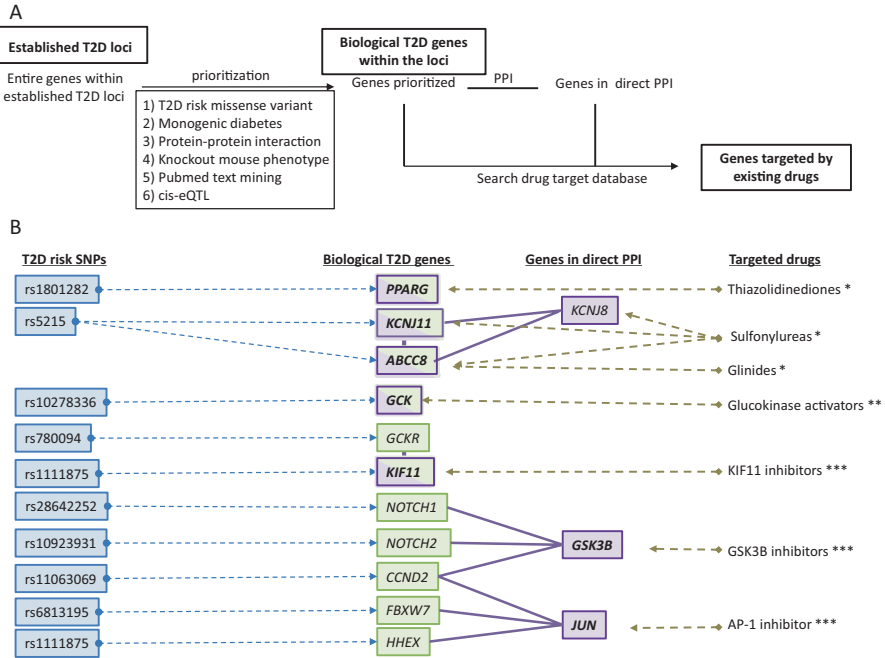 A
Established T2D loci
Entire genes within
established T2D loci
prioritization
1) T2D risk missense variant
2) Monogenic diabetes
3) Protein-protein interaction
4) Knockout mouse phenotype
5) Pubmed text mining
6) cis-eQTL
Biological T2D genes
within the loci
Genes prioritized
PPI
Genes in direct PPI
Search drug target database
Genes targeted by
existing drugs
B
T2D risk SNPs Biological T2D genes Genes in direct PPI Targeted drugs
rs1801282 PPARG Thiazolidinediones *
rs5215 KCNJ11 KCNJ8
Sulfonylureas *
ABCC8
Glinides *
rs10278336 GCK Glucokinase activators **
rs780094 GCKR
rs1111875 KIF11 KIF11 inhibitors ***
rs28642252 NOTCH1
rs10923931 NOTCH2 GSK3B GSK3B inhibitors ***
rs11063069 CCND2
rs6813195 FBXW7
JUN AP-1 inhibitor ***
rs1111875 HHEX